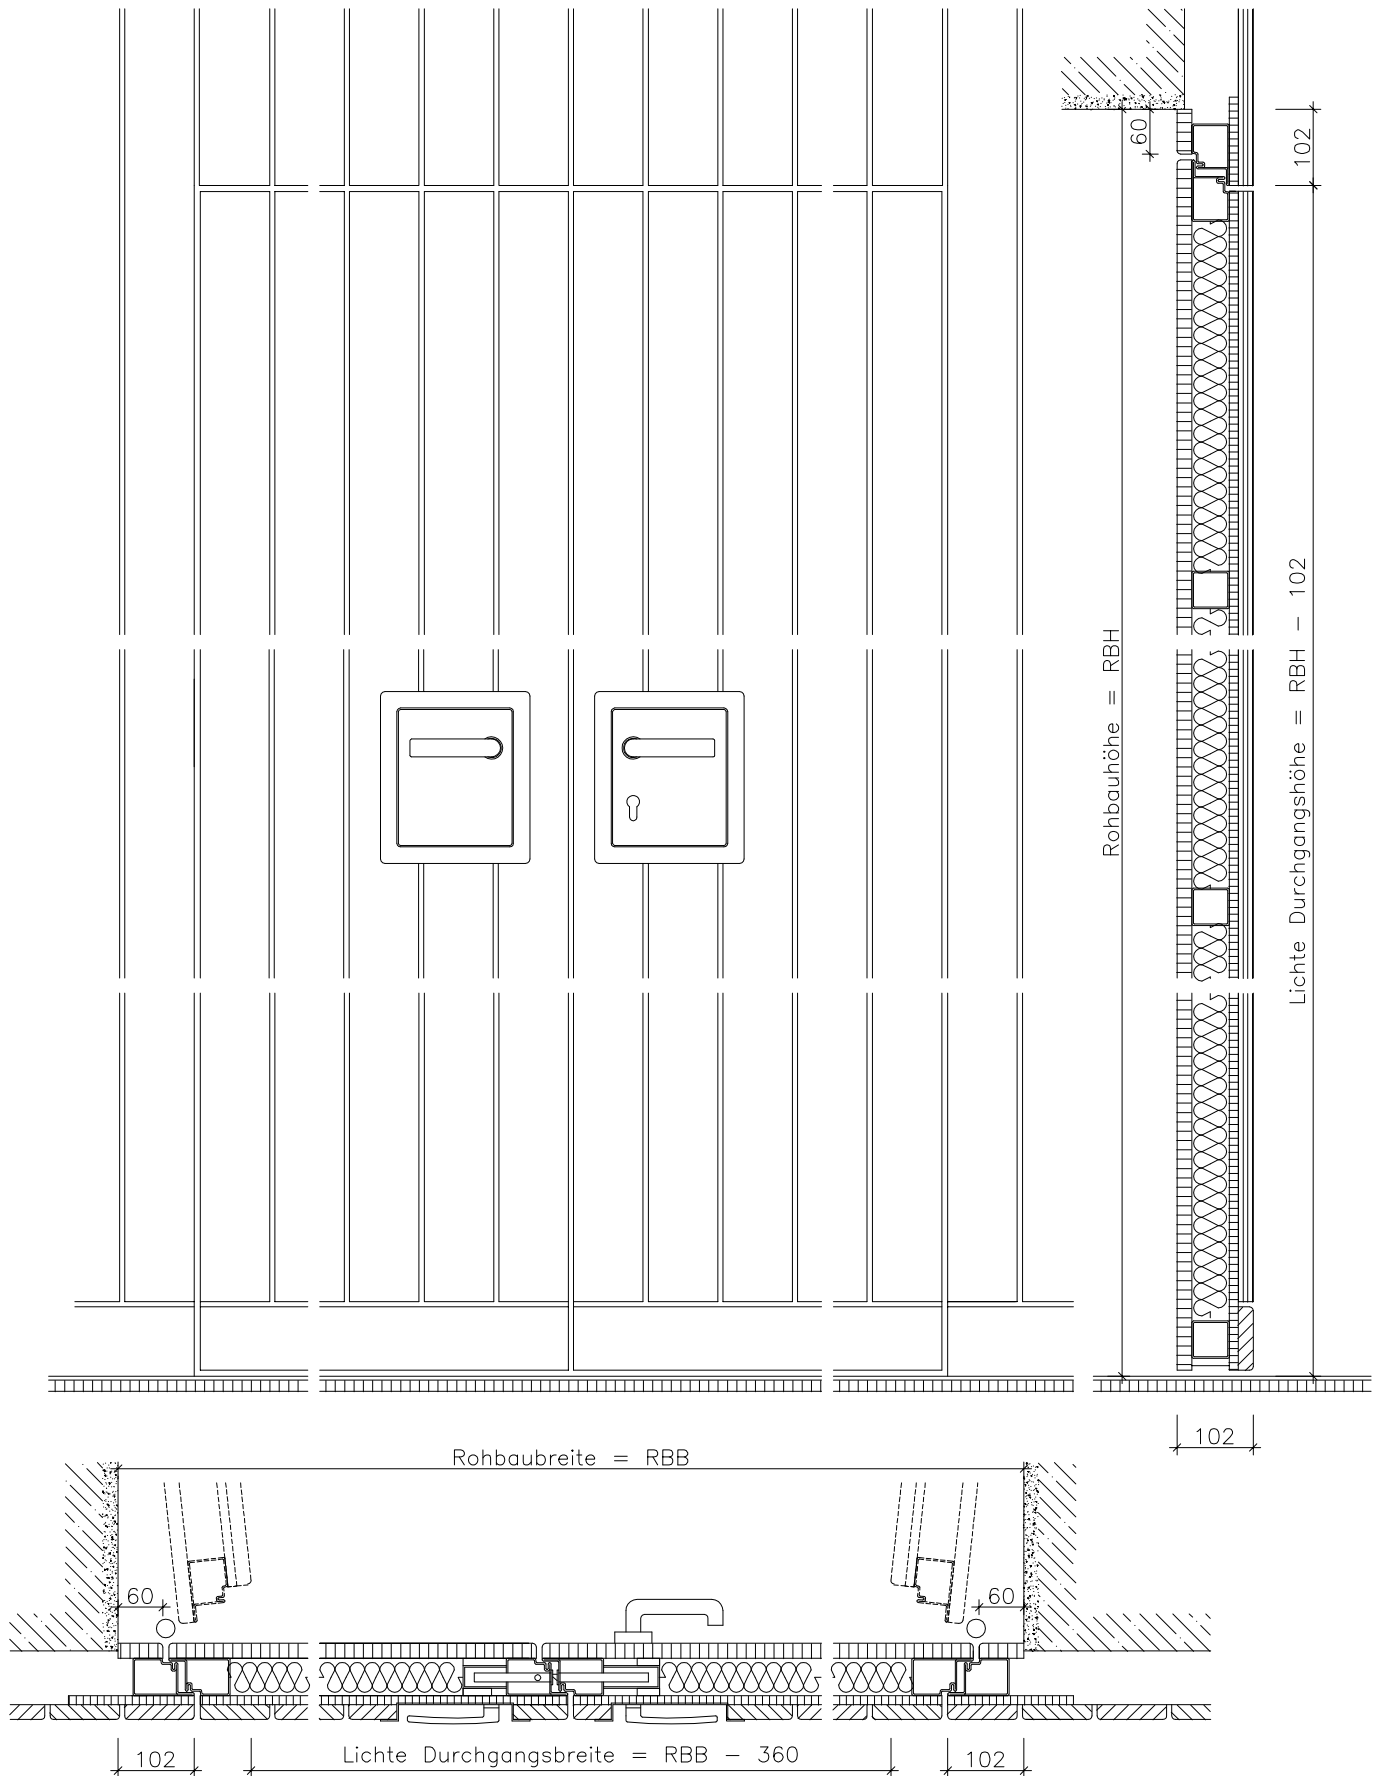 60
102
Rohbauhöhe = RBH
Lichte Durchgangshöhe = RBH - 102
102
Rohbaubreite = RBB
60
60
102
Lichte Durchgangsbreite = RBB - 360
102